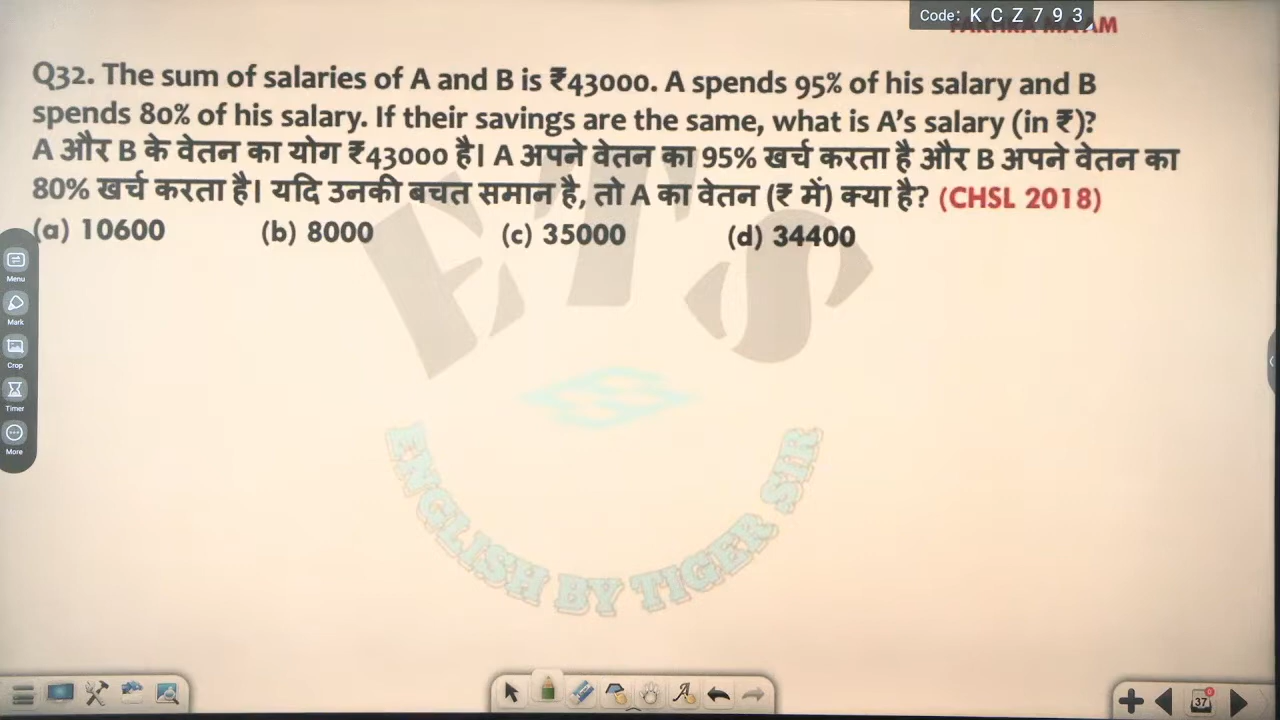 Code: K C Z 7 9 3
Q32. The sum of salaries of A and B is ₹43000. A spends 95% of his salary and B
spends 80% of his salary. If their savings are the same, what is A's salary (in ₹)?
A और B के वेतन का योग ₹43000 है। A अपने वेतन का 95% खर्च करता है और B अपने वेतन का
80% खर्च करता है। यदि उनकी बचत समान है, तो A का वेतन (₹ में) क्या है? (CHSL 2018)
(a) 10600 (b) 8000 (c) 35000 (d) 34400
Menu
Mark
Crop
Timer
More
ETS
ENGLISH BY TIGER SIR
37